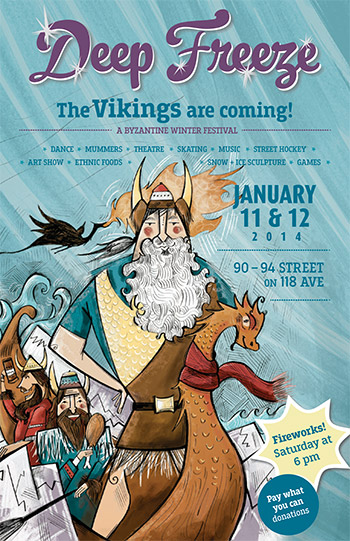 Deep Freeze
The Vikings are coming!
A BYZANTINE WINTER FESTIVAL
• DANCE • MUMMERS • THEATRE • SKATING • MUSIC • STREET HOCKEY •
• ART SHOW • ETHNIC FOODS • SNOW + ICE SCULPTURE • GAMES •
JANUARY
11 & 12
2014
90 – 94 STREET
ON 118 AVE
Fireworks!
Saturday at
6 pm
Pay what
you can
donations